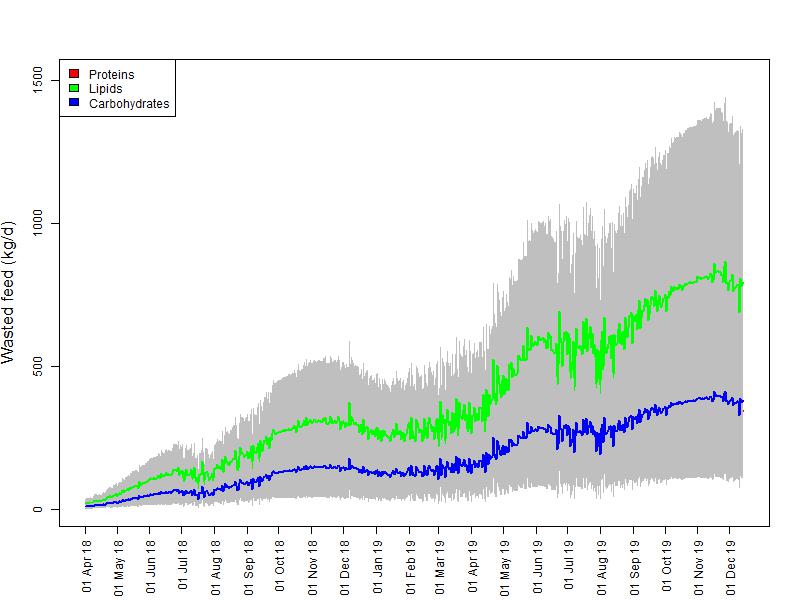 Proteins
Lipids
Carbohydrates
Wasted feed (kg/d)
1500
1000
500
0
01 Apr 18
01 May 18
01 Jun 18
01 Jul 18
01 Aug 18
01 Sep 18
01 Oct 18
01 Nov 18
01 Dec 18
01 Jan 19
01 Feb 19
01 Mar 19
01 Apr 19
01 May 19
01 Jun 19
01 Jul 19
01 Aug 19
01 Sep 19
01 Oct 19
01 Nov 19
01 Dec 19